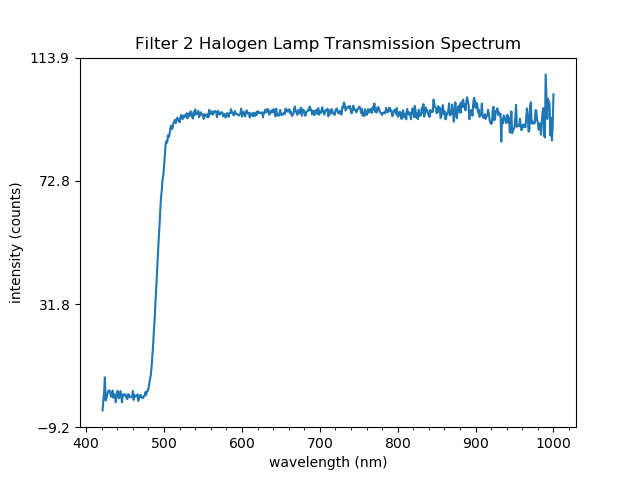 Filter 2 Halogen Lamp Transmission Spectrum
113.9
72.8
31.8
−9.2
intensity (counts)
400 500 600 700 800 900 1000
wavelength (nm)